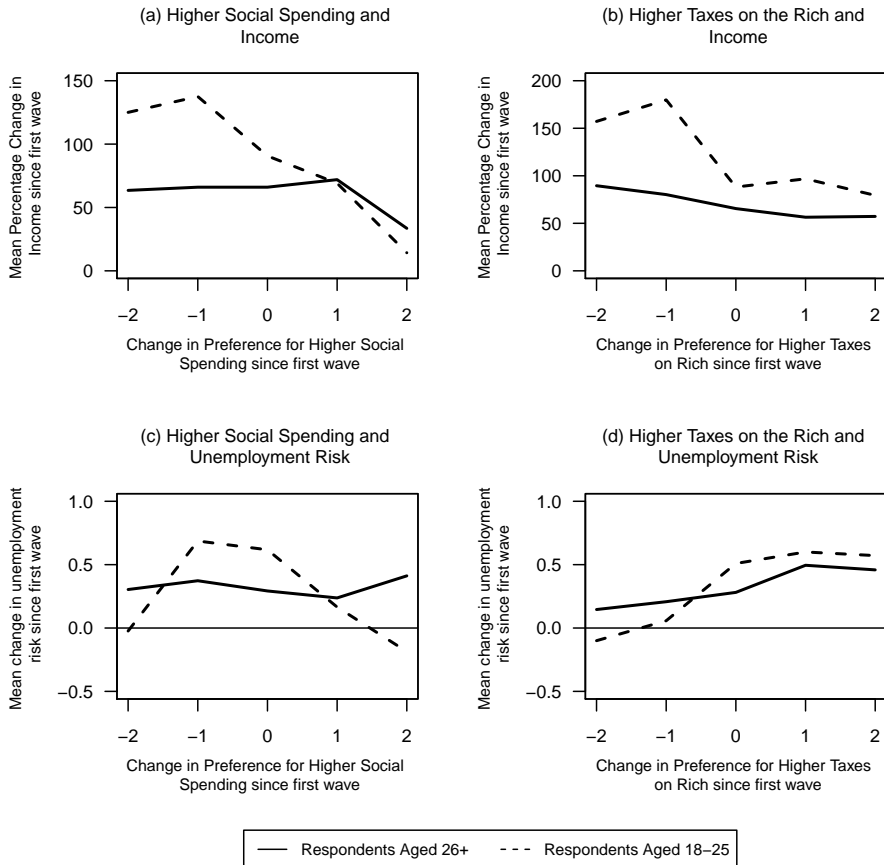 (a) Higher Social Spending and
Income
Mean Percentage Change in
Income since first wave
150
100
50
0
−2 −1 0 1 2
Change in Preference for Higher Social
Spending since first wave
(b) Higher Taxes on the Rich and
Income
Mean Percentage Change in
Income since first wave
200
150
100
50
0
−2 −1 0 1 2
Change in Preference for Higher Taxes
on Rich since first wave
(c) Higher Social Spending and
Unemployment Risk
Mean change in unemployment
risk since first wave
1.0
0.5
0.0
−0.5
−2 −1 0 1 2
Change in Preference for Higher Social
Spending since first wave
(d) Higher Taxes on the Rich and
Unemployment Risk
Mean change in unemployment
risk since first wave
1.0
0.5
0.0
−0.5
−2 −1 0 1 2
Change in Preference for Higher Taxes
on Rich since first wave
Respondents Aged 26+ Respondents Aged 18−25